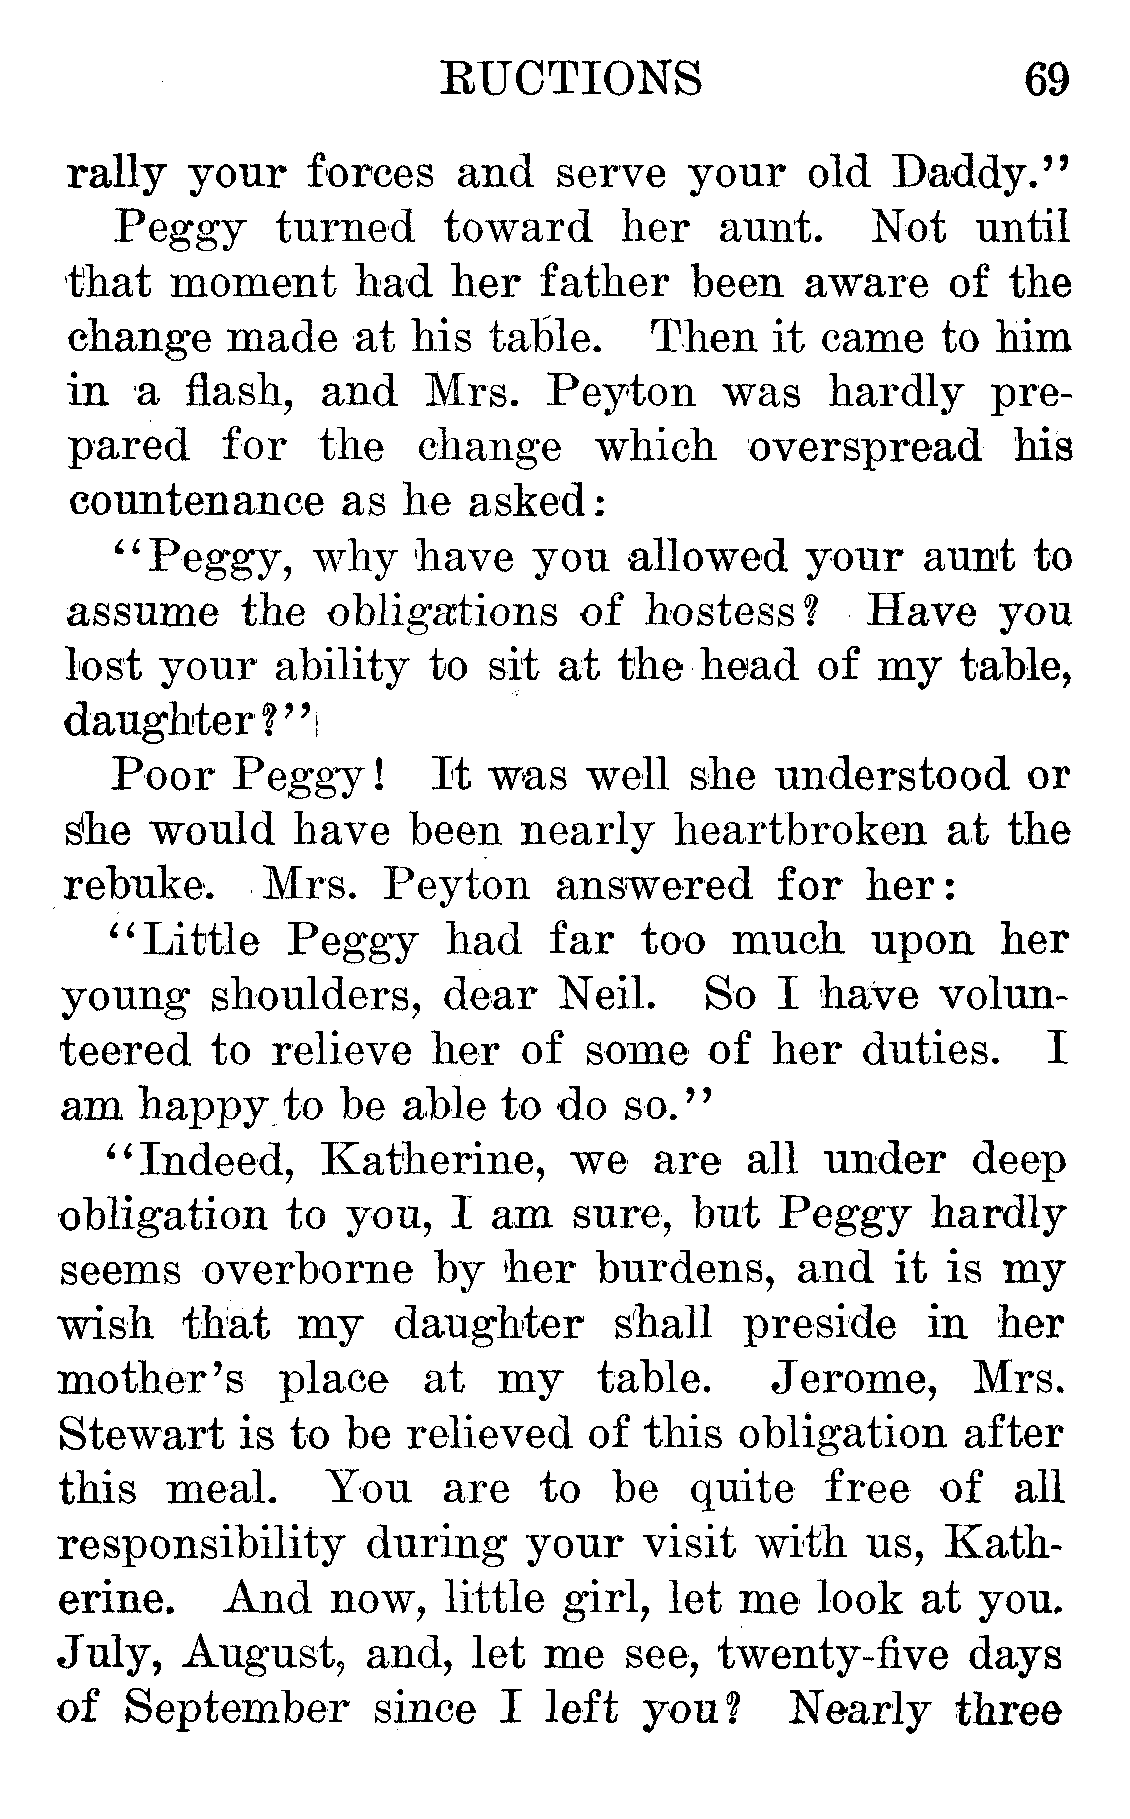 RUCTIONS 69
rally your forces and serve your old Daddy."
Peggy turned toward her aunt. Not until
that moment had her father been aware of the
change made at his table. Then it came to him
in a flash, and Mrs. Peyton was hardly pre-
pared for the change which overspread his
countenance as he asked:
"Peggy, why have you allowed your aunt to
assume the obligations of hostess? Have you
lost your ability to sit at the head of my table,
daughter?"
Poor Peggy! It was well she understood or
she would have been nearly heartbroken at the
rebuke. Mrs. Peyton answered for her:
"Little Peggy had far too much upon her
young shoulders, dear Neil. So I have volun-
teered to relieve her of some of her duties. I
am happy to be able to do so."
"Indeed, Katherine, we are all under deep
obligation to you, I am sure, but Peggy hardly
seems overborne by her burdens, and it is my
wish that my daughter shall preside in her
mother's place at my table. Jerome, Mrs.
Stewart is to be relieved of this obligation after
this meal. You are to be quite free of all
responsibility during your visit with us, Kath-
erine. And now, little girl, let me look at you.
July, August, and, let me see, twenty-five days
of September since I left you? Nearly three